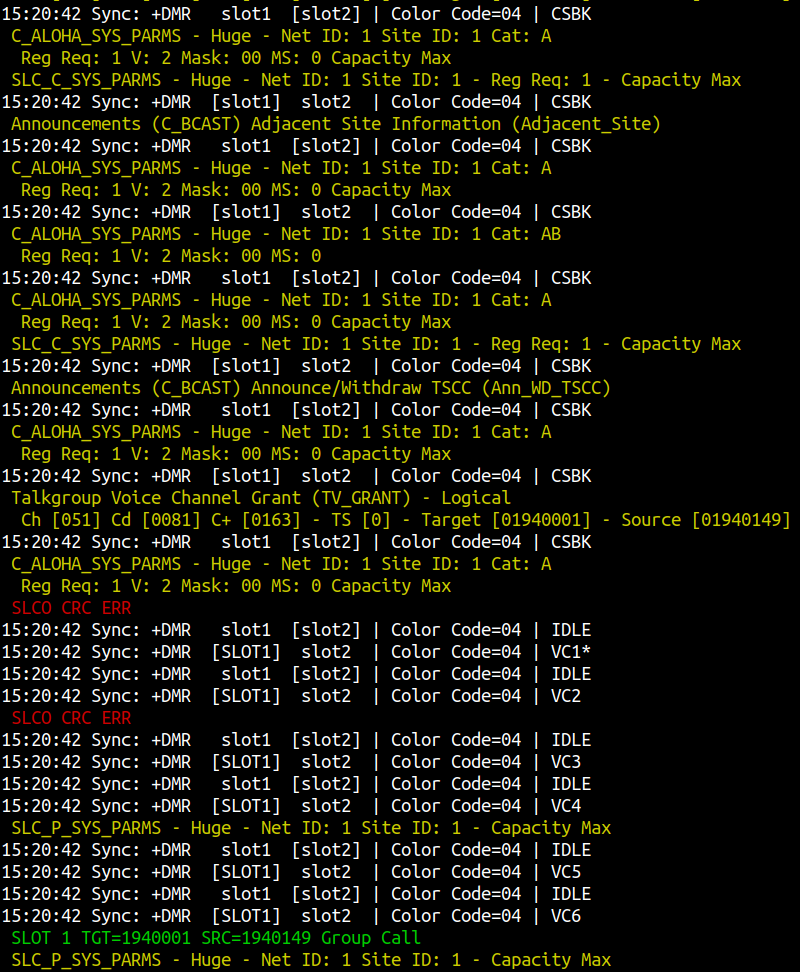 15:20:42 Sync: +DMR   slot1  [slot2] | Color Code=04 | CSBK
 C_ALOHA_SYS_PARMS - Huge - Net ID: 1 Site ID: 1 Cat: A
  Reg Req: 1 V: 2 Mask: 00 MS: 0 Capacity Max
 SLC_C_SYS_PARMS - Huge - Net ID: 1 Site ID: 1 - Reg Req: 1 - Capacity Max
15:20:42 Sync: +DMR  [slot1]  slot2  | Color Code=04 | CSBK
 Announcements (C_BCAST) Adjacent Site Information (Adjacent_Site)
15:20:42 Sync: +DMR   slot1  [slot2] | Color Code=04 | CSBK
 C_ALOHA_SYS_PARMS - Huge - Net ID: 1 Site ID: 1 Cat: A
  Reg Req: 1 V: 2 Mask: 00 MS: 0 Capacity Max
15:20:42 Sync: +DMR  [slot1]  slot2  | Color Code=04 | CSBK
 C_ALOHA_SYS_PARMS - Huge - Net ID: 1 Site ID: 1 Cat: AB
  Reg Req: 1 V: 2 Mask: 00 MS: 0
15:20:42 Sync: +DMR   slot1  [slot2] | Color Code=04 | CSBK
 C_ALOHA_SYS_PARMS - Huge - Net ID: 1 Site ID: 1 Cat: A
  Reg Req: 1 V: 2 Mask: 00 MS: 0 Capacity Max
 SLC_C_SYS_PARMS - Huge - Net ID: 1 Site ID: 1 - Reg Req: 1 - Capacity Max
15:20:42 Sync: +DMR  [slot1]  slot2  | Color Code=04 | CSBK
 Announcements (C_BCAST) Announce/Withdraw TSCC (Ann_WD_TSCC)
15:20:42 Sync: +DMR   slot1  [slot2] | Color Code=04 | CSBK
 C_ALOHA_SYS_PARMS - Huge - Net ID: 1 Site ID: 1 Cat: A
  Reg Req: 1 V: 2 Mask: 00 MS: 0 Capacity Max
15:20:42 Sync: +DMR  [slot1]  slot2  | Color Code=04 | CSBK
 Talkgroup Voice Channel Grant (TV_GRANT) - Logical
  Ch [051] Cd [0081] C+ [0163] - TS [0] - Target [01940001] - Source [01940149]
15:20:42 Sync: +DMR   slot1  [slot2] | Color Code=04 | CSBK
 C_ALOHA_SYS_PARMS - Huge - Net ID: 1 Site ID: 1 Cat: A
  Reg Req: 1 V: 2 Mask: 00 MS: 0 Capacity Max
 SLCO CRC ERR
15:20:42 Sync: +DMR   slot1  [slot2] | Color Code=04 | IDLE
15:20:42 Sync: +DMR  [SLOT1]  slot2  | Color Code=04 | VC1*
15:20:42 Sync: +DMR   slot1  [slot2] | Color Code=04 | IDLE
15:20:42 Sync: +DMR  [SLOT1]  slot2  | Color Code=04 | VC2
 SLCO CRC ERR
15:20:42 Sync: +DMR   slot1  [slot2] | Color Code=04 | IDLE
15:20:42 Sync: +DMR  [SLOT1]  slot2  | Color Code=04 | VC3
15:20:42 Sync: +DMR   slot1  [slot2] | Color Code=04 | IDLE
15:20:42 Sync: +DMR  [SLOT1]  slot2  | Color Code=04 | VC4
 SLC_P_SYS_PARMS - Huge - Net ID: 1 Site ID: 1 - Capacity Max
15:20:42 Sync: +DMR   slot1  [slot2] | Color Code=04 | IDLE
15:20:42 Sync: +DMR  [SLOT1]  slot2  | Color Code=04 | VC5
15:20:42 Sync: +DMR   slot1  [slot2] | Color Code=04 | IDLE
15:20:42 Sync: +DMR  [SLOT1]  slot2  | Color Code=04 | VC6
 SLOT 1 TGT=1940001 SRC=1940149 Group Call
 SLC_P_SYS_PARMS - Huge - Net ID: 1 Site ID: 1 - Capacity Max